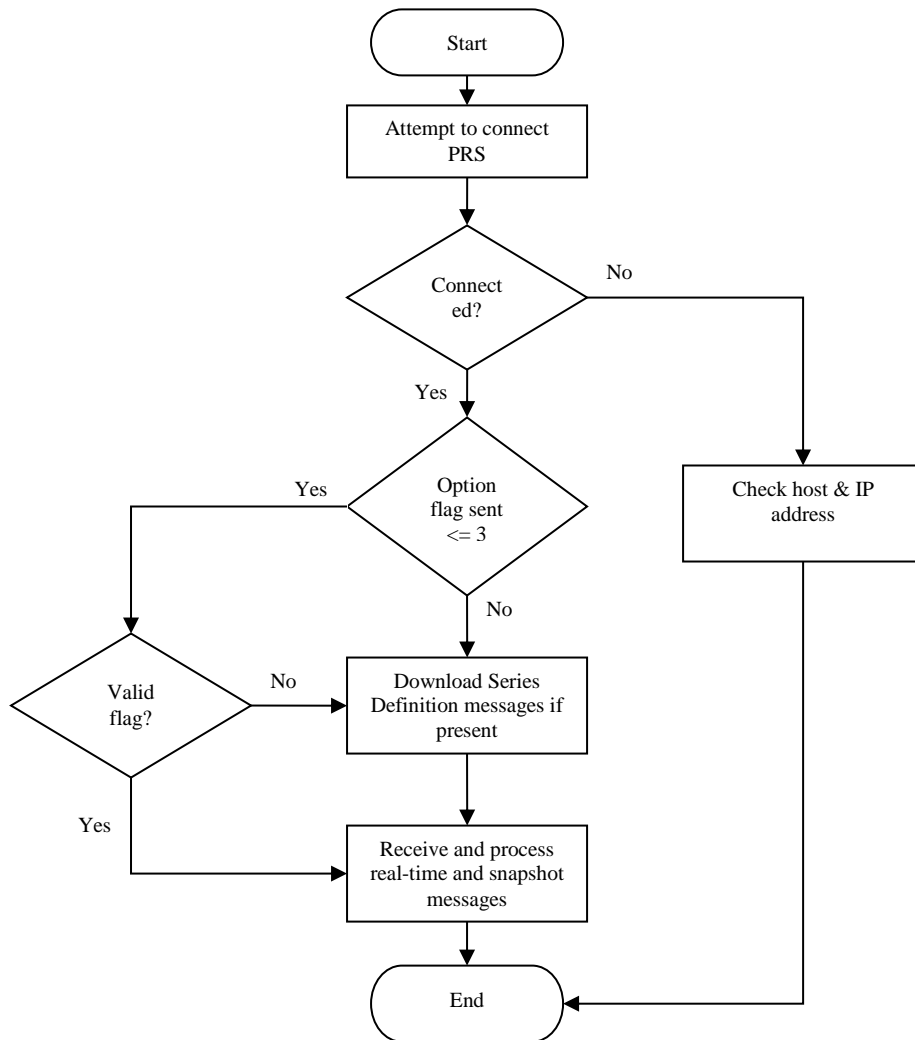 Start
Attempt to connect
PRS
Connect
ed?
No
Yes
Option
flag sent
<= 3
Yes
Check host & IP
address
No
Valid
flag?
No
Download Series
Definition messages if
present
Yes
Receive and process
real-time and snapshot
messages
End